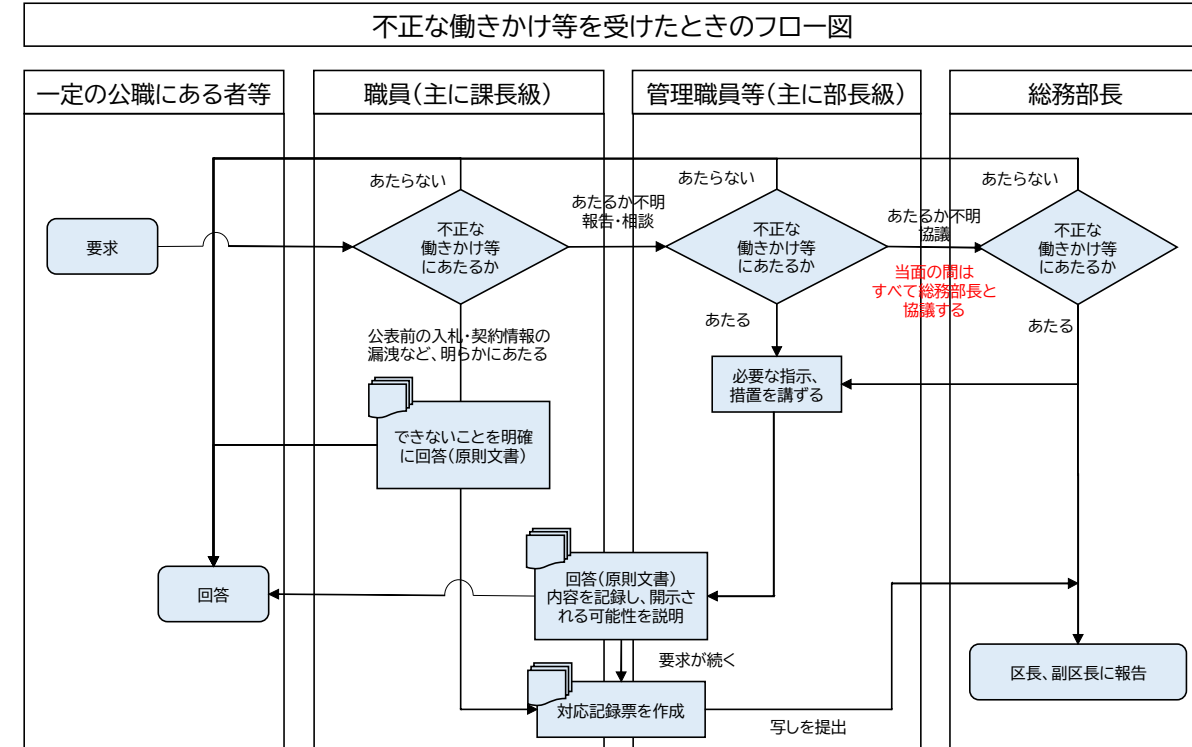 不正な働きかけ等を受けたときのフロー図
一定の公職にある者等
職員(主に課長級)
管理職員等(主に部長級)
総務部長
要求
あたらない
不正な
働きかけ等
にあたるか
あたるか不明
報告・相談
あたらない
不正な
働きかけ等
にあたるか
あたるか不明
協議
当面の間は
すべて総務部長と
協議する
あたらない
不正な
働きかけ等
にあたるか
公表前の入札・契約情報の
漏洩など、明らかにあたる
あたる
あたる
必要な指示、
措置を講ずる
できないことを明確
に回答(原則文書)
回答
回答(原則文書)
内容を記録し、開示さ
れる可能性を説明
要求が続く
対応記録票を作成
写しを提出
区長、副区長に報告